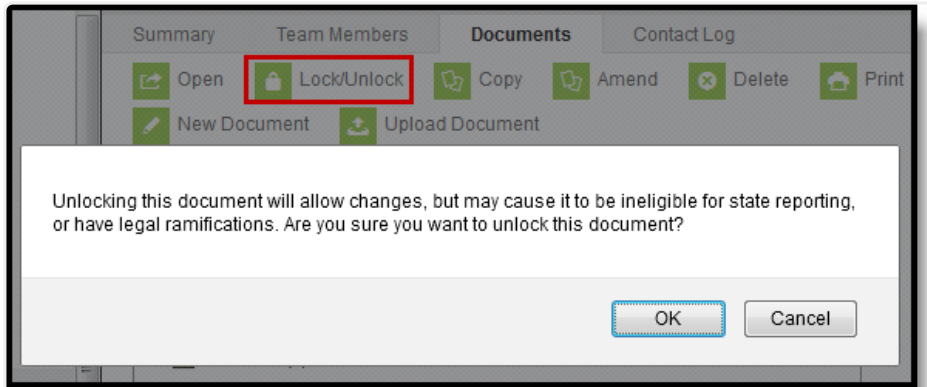 Summary Team Members Documents Contact Log
Open Lock/Unlock Copy Amend Delete Print
New Document Upload Document
Unlocking this document will allow changes, but may cause it to be ineligible for state reporting,
or have legal ramifications. Are you sure you want to unlock this document?
OK Cancel